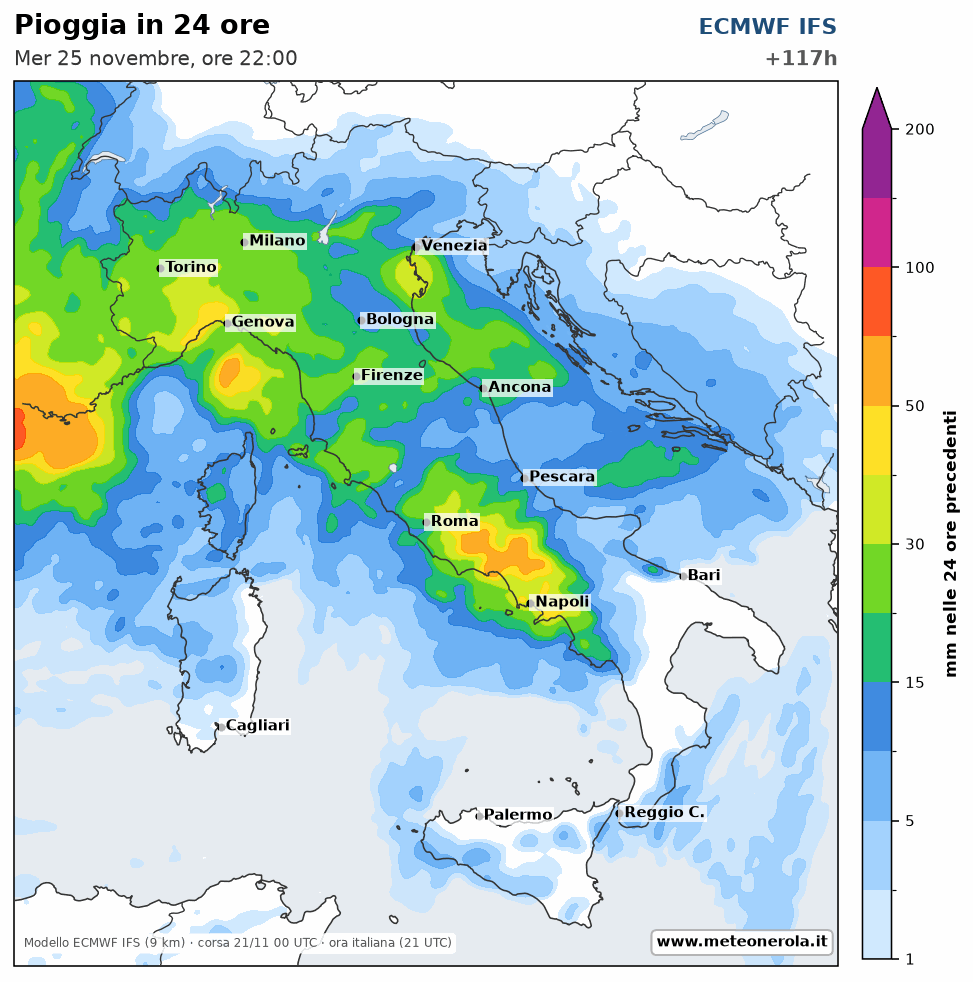 Pioggia in 24 ore
ECMWF IFS
Mer 25 novembre, ore 22:00
+117h
200
100
50
30
15
5
1
mm nelle 24 ore precedenti
Milano
Venezia
Torino
Genova
Bologna
Firenze
Ancona
Pescara
Roma
Bari
Napoli
Cagliari
Palermo
Reggio C.
Modello ECMWF IFS (9 km) · corsa 21/11 00 UTC · ora italiana (21 UTC)
www.meteonerola.it